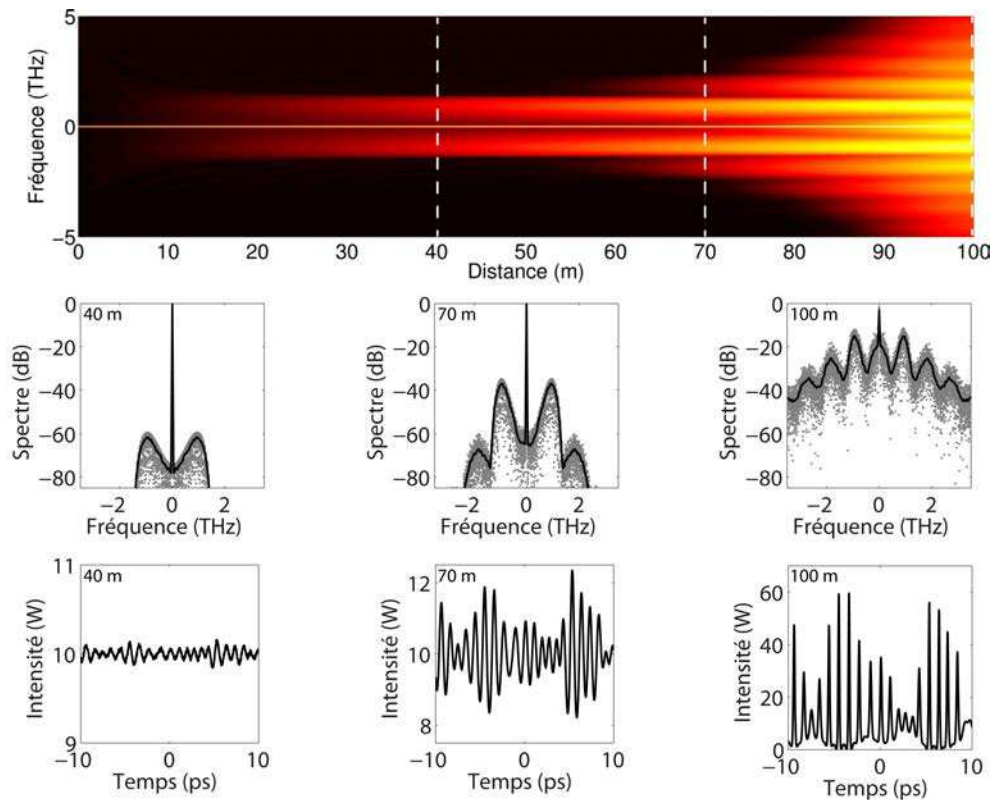 Fréquence (THz)
5
0
−5
0 10 20 30 40 50 60 70 80 90 100
Distance (m)
Spectre (dB)
0
−20
−40
−60
−80
40 m
−2 0 2
Fréquence (THz)
Spectre (dB)
0
−20
−40
−60
−80
70 m
−2 0 2
Fréquence (THz)
Spectre (dB)
0
−20
−40
−60
−80
100 m
−2 0 2
Fréquence (THz)
Intensité (W)
11
10
9
40 m
−10 0 10
Temps (ps)
Intensité (W)
12
10
8
70 m
−10 0 10
Temps (ps)
Intensité (W)
60
40
20
0
100 m
−10 0 10
Temps (ps)